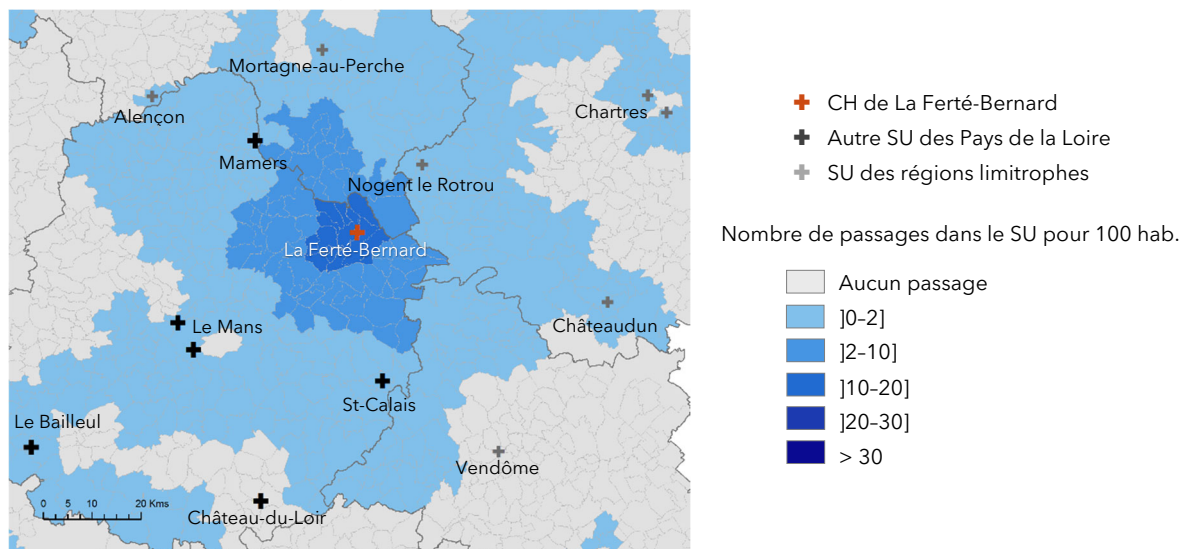 Mortagne-au-Perche
Alençon
Chartres
Mamers
Nogent le Rotrou
La Ferté-Bernard
Le Mans
Châteaudun
St-Calais
Le Bailleul
Vendôme
0 5 10 20 Kms
Château-du-Loir
CH de La Ferté-Bernard
Autre SU des Pays de la Loire
SU des régions limitrophes
Nombre de passages dans le SU pour 100 hab.
Aucun passage
]0–2]
]2–10]
]10–20]
]20–30]
> 30